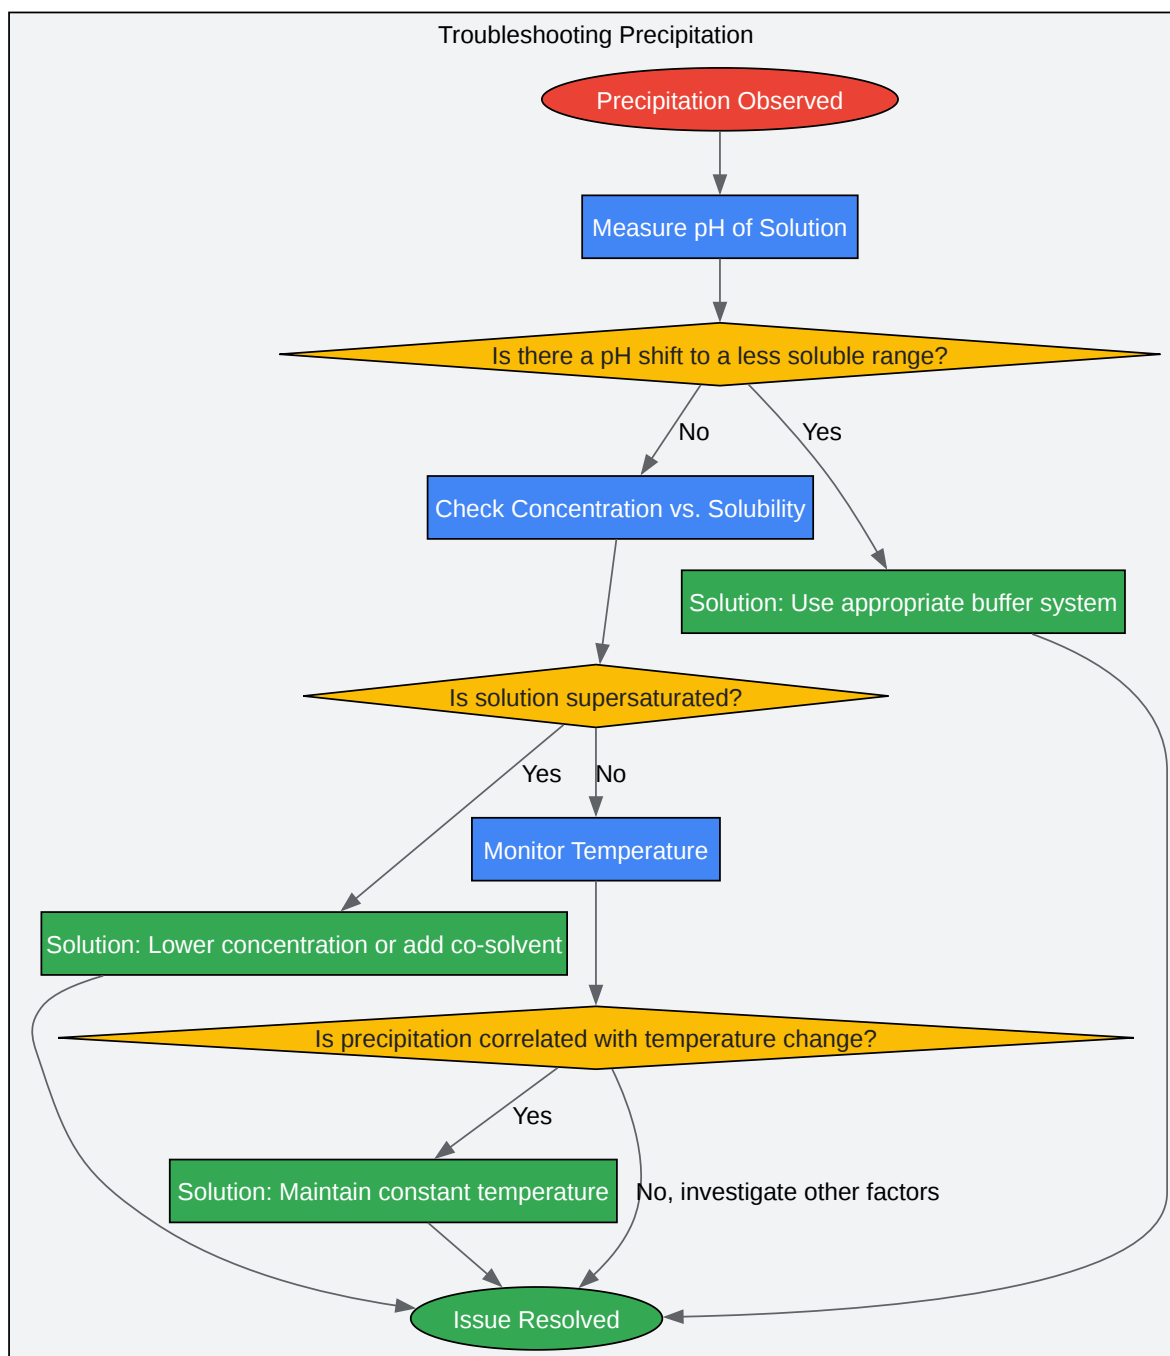 Troubleshooting Precipitation
Precipitation Observed
Measure pH of Solution
Is there a pH shift to a less soluble range?
No
Yes
Check Concentration vs. Solubility
Solution: Use appropriate buffer system
Is solution supersaturated?
Yes
No
Monitor Temperature
Solution: Lower concentration or add co-solvent
Is precipitation correlated with temperature change?
Yes
Solution: Maintain constant temperature
No, investigate other factors
Issue Resolved